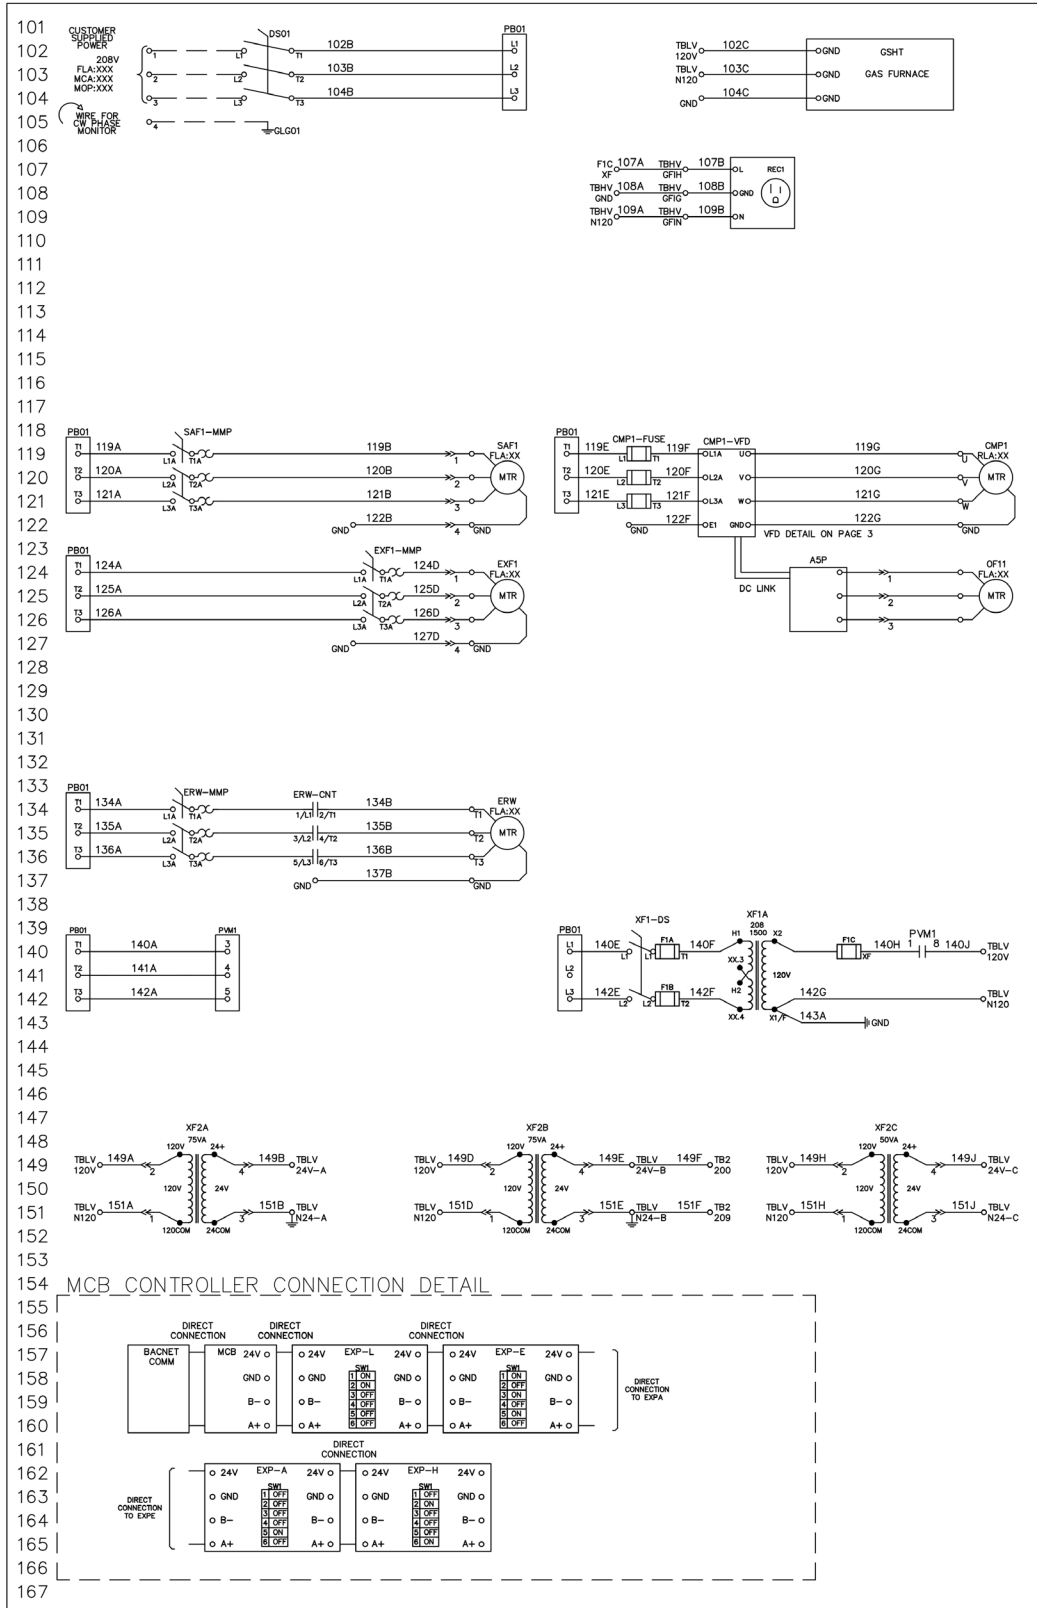 101
CUSTOMER
SUPPLIED
POWER
DS01
PB01
102
208V
1
L1
T1
102B
L1
TBLV
120V
102C
GND
GSHT
103
FLA:XXX
MCA:XXX
2
L2
T2
103B
L2
TBLV
N120
103C
GND
GAS FURNACE
104
MOP:XXX
3
L3
T3
104B
L3
GND
104C
GND
105
WIRE FOR
CW PHASE
MONITOR
4
GLG01
106
107
F1C
XF
107A
TBHV
GFIH
107B
L
REC1
108
TBHV
GND
108A
TBHV
GFIG
108B
GND
109
TBHV
N120
109A
TBHV
GFIN
109B
N
110
111
112
113
114
115
116
117
118
PB01
SAF1-MMP
SAF1
FLA:XX
PB01
CMP1-FUSE
CMP1-VFD
CMP1
RLA:XX
119
T1
119A
L1A
T1A
119B
1
T1
119E
L1
T1
119F
L1A
U
119G
U
120
T2
120A
L2A
T2A
120B
2
MTR
T2
120E
L2
T2
120F
L2A
V
120G
V
MTR
121
T3
121A
L3A
T3A
121B
3
T3
121E
L3
T3
121F
L3A
W
121G
W
122
GND
122B
4
GND
GND
122F
E1
GND
122G
GND
VFD DETAIL ON PAGE 3
123
PB01
EXF1-MMP
EXF1
FLA:XX
A5P
OF11
FLA:XX
124
T1
124A
L1A
T1A
124D
1
1
125
T2
125A
L2A
T2A
125D
2
MTR
DC LINK
2
MTR
126
T3
126A
L3A
T3A
126D
3
3
127
GND
127D
4
GND
128
129
130
131
132
133
PB01
ERW-MMP
ERW-CNT
ERW
FLA:XX
134
T1
134A
L1A
T1A
1/L1
2/T1
134B
T1
135
T2
135A
L2A
T2A
3/L2
4/T2
135B
T2
MTR
136
T3
136A
L3A
T3A
5/L3
6/T3
136B
T3
137
GND
137B
GND
138
139
PB01
PVM1
PB01
XF1-DS
XF1A
208
1500
PVM1
140
T1
140A
3
L1
140E
L1
L1
F1A
T1
140F
H1
X2
F1C
XF
140H
1
8
140J
TBLV
120V
141
T2
141A
4
L2
XX.3
H2
120V
142
T3
142A
5
L3
142E
L2
L2
F1B
T2
142F
XX.4
X1/F
142G
TBLV
N120
143
143A
GND
144
145
146
147
148
XF2A
75VA
120V
24+
XF2B
75VA
120V
24+
XF2C
50VA
120V
24+
149
TBLV
120V
149A
2
4
149B
TBLV
24V-A
TBLV
120V
149D
2
4
149E
TBLV
24V-B
149F
TB2
200
TBLV
120V
149H
2
4
149J
TBLV
24V-C
150
120V
24V
120V
24V
120V
24V
151
TBLV
N120
151A
1
3
151B
TBLV
N24-A
TBLV
N120
151D
1
3
151E
TBLV
N24-B
151F
TB2
209
TBLV
N120
151H
1
3
151J
TBLV
N24-C
152
120COM
24COM
120COM
24COM
120COM
24COM
153
154
MCB CONTROLLER CONNECTION DETAIL
155
156
DIRECT
CONNECTION
DIRECT
CONNECTION
DIRECT
CONNECTION
157
BACNET
COMM
MCB
24V
24V
EXP-L
24V
24V
EXP-E
24V
158
GND
GND
SW1
1 ON
2 ON
3 OFF
4 OFF
5 OFF
6 OFF
GND
GND
SW1
1 ON
2 OFF
3 ON
4 OFF
5 ON
6 OFF
GND
DIRECT
CONNECTION
TO EXPA
159
B-
B-
B-
B-
B-
160
A+
A+
A+
A+
A+
161
DIRECT
CONNECTION
162
24V
EXP-A
24V
24V
EXP-H
24V
163
DIRECT
CONNECTION
TO EXPE
GND
SW1
1 OFF
2 OFF
3 OFF
4 OFF
5 ON
6 OFF
GND
GND
SW1
1 OFF
2 ON
3 OFF
4 OFF
5 OFF
6 ON
GND
164
B-
B-
B-
B-
165
A+
A+
A+
A+
166
167